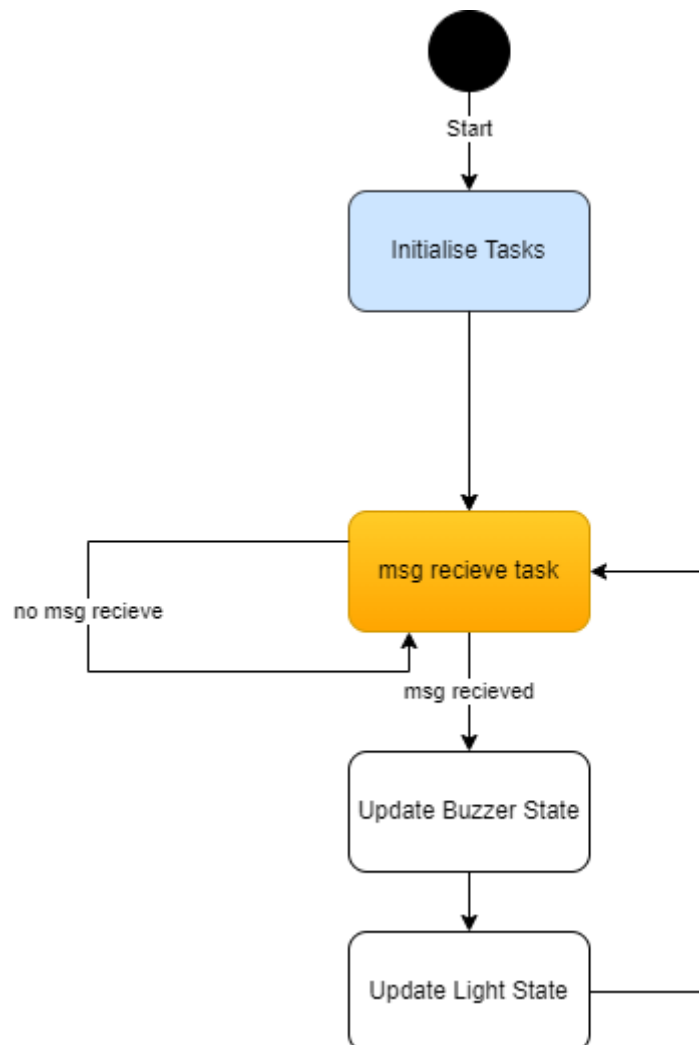 Start
Initialise Tasks
msg recieve task
no msg recieve
msg recieved
Update Buzzer State
Update Light State